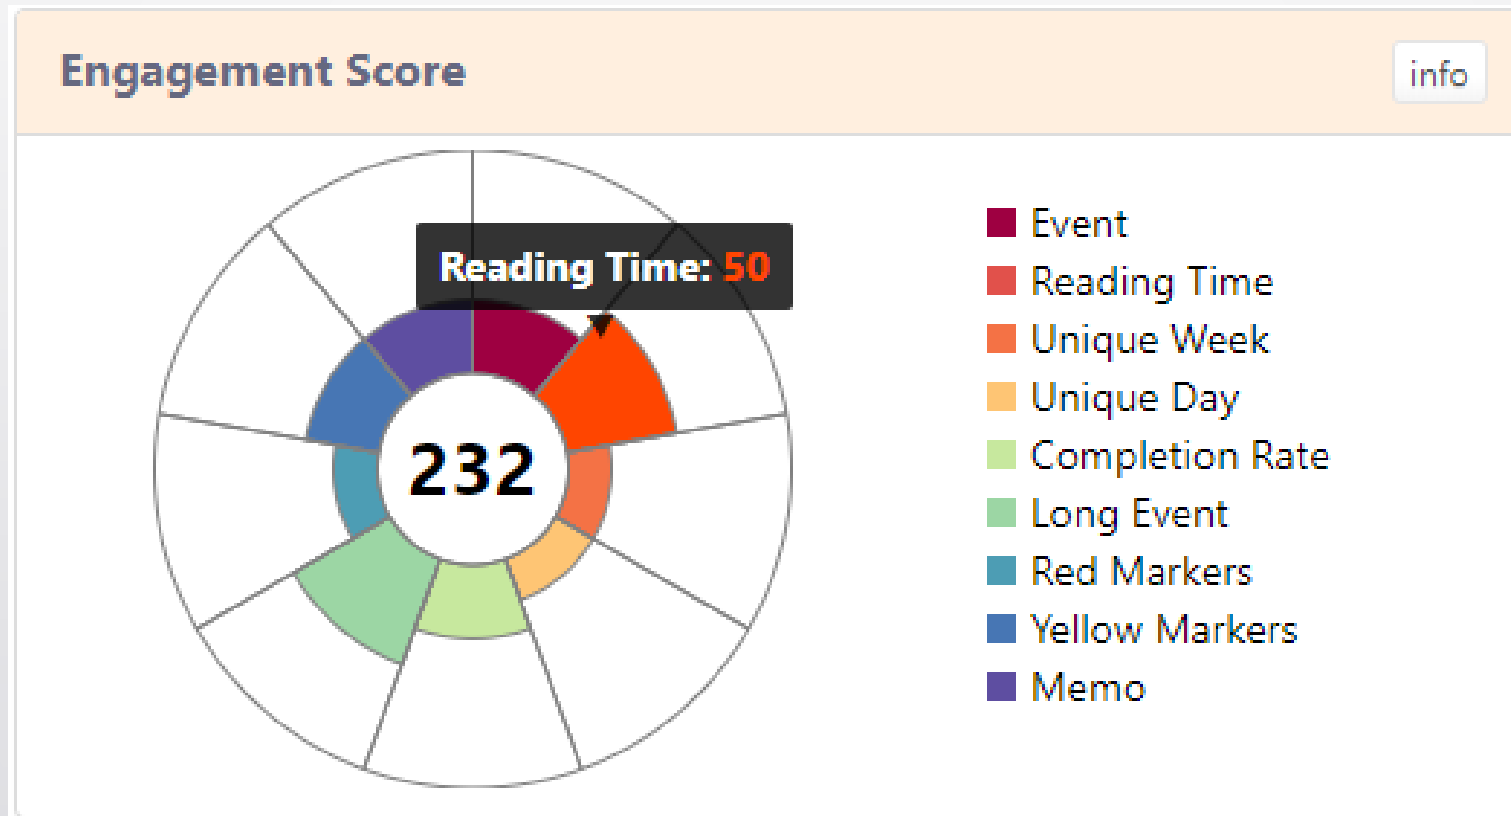 Engagement Score
info
Reading Time: 50
232
Event
Reading Time
Unique Week
Unique Day
Completion Rate
Long Event
Red Markers
Yellow Markers
Memo